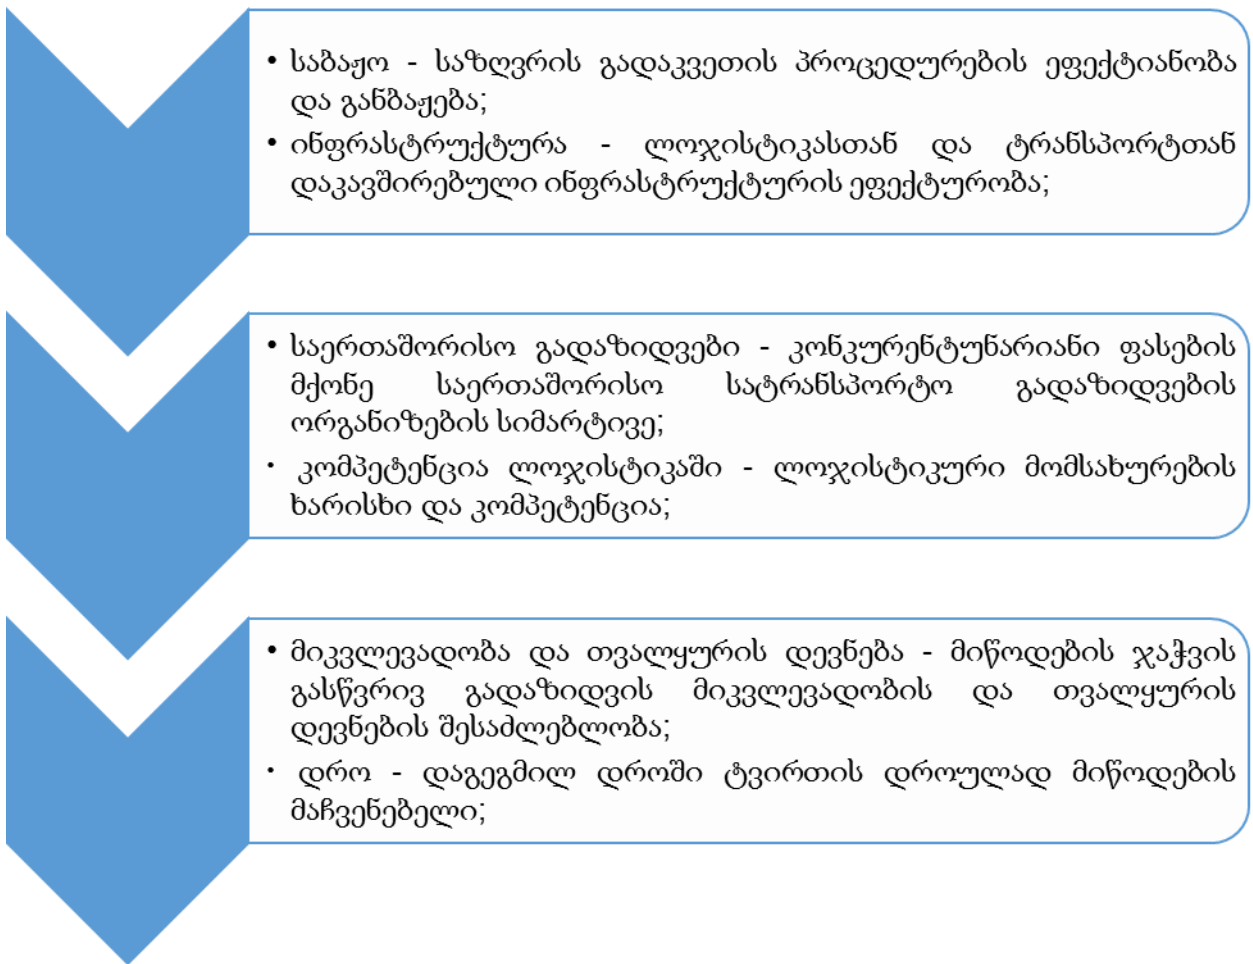 • საბაჟო - საზღვრის გადაკვეთის პროცედურების ეფექტიანობა
და განბაჟება;
• ინფრასტრუქტურა - ლოჯისტიკასთან და ტრანსპორტთან
დაკავშირებული ინფრასტრუქტურის ეფექტურობა;
• საერთაშორისო გადაზიდვები - კონკურენტუნარიანი ფასების
მქონე საერთაშორისო სატრანსპორტო გადაზიდვების
ორგანიზების სიმარტივე;
• კომპეტენცია ლოჯისტიკაში - ლოჯისტიკური მომსახურების
ხარისხი და კომპეტენცია;
• მიკვლევადობა და თვალყურის დევნება - მიწოდების ჯაჭვის
გასწვრივ გადაზიდვის მიკვლევადობის და თვალყურის
დევნების შესაძლებლობა;
• დრო - დაგეგმილ დროში ტვირთის დროულად მიწოდების
მაჩვენებელი;